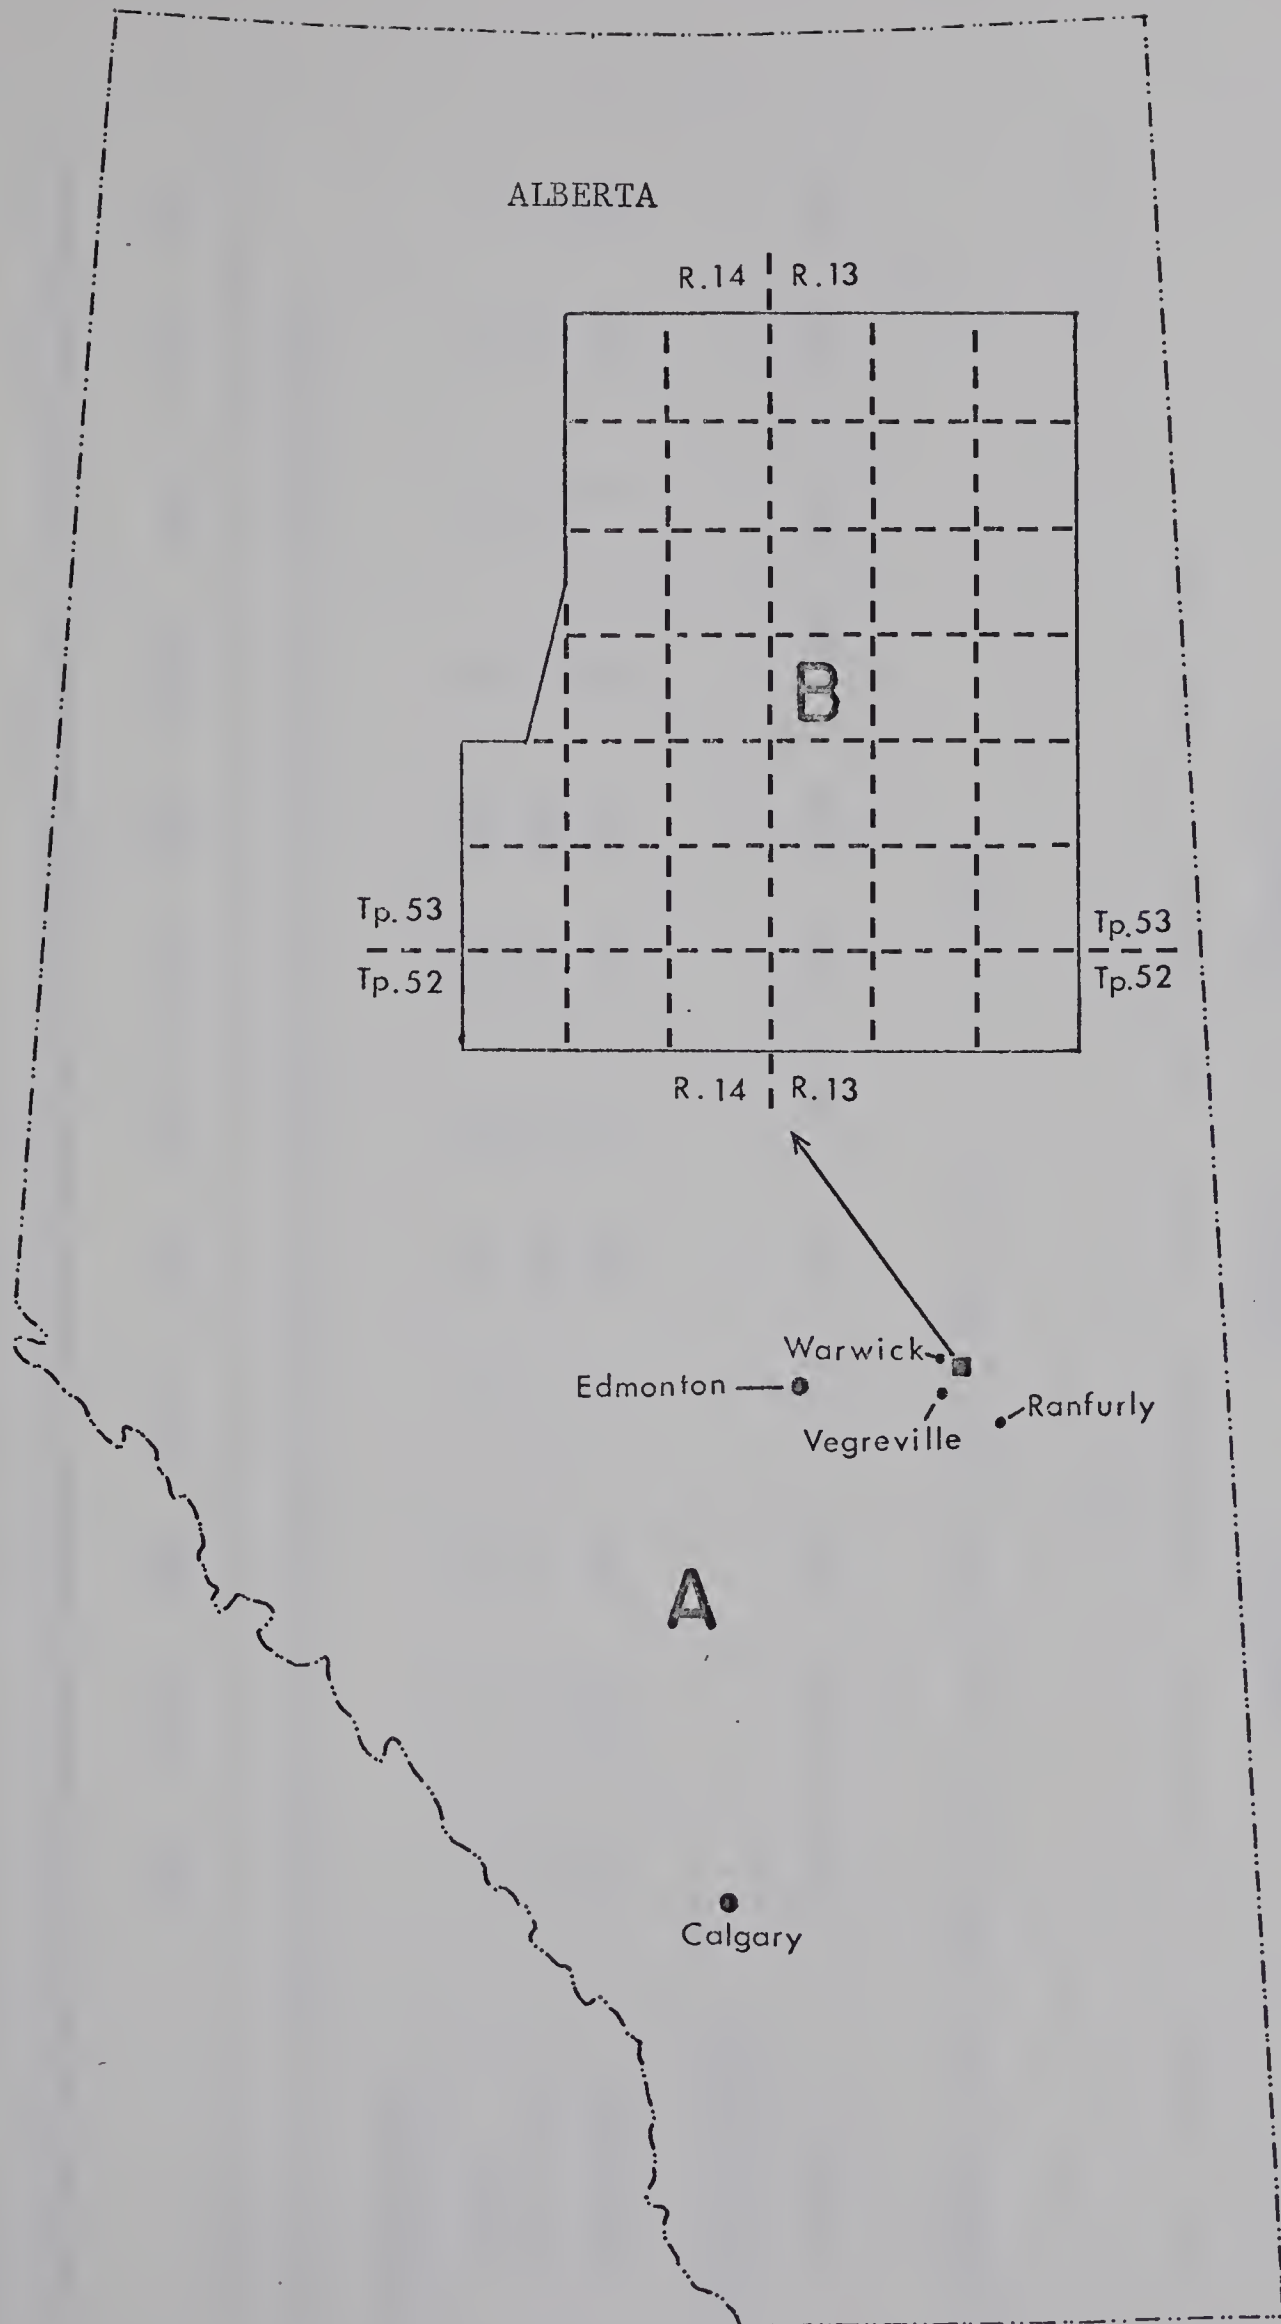 ALBERTA
R.14 R.13
B
Tp.53
Tp.53
Tp.52
Tp.52
R.14 R.13
Warwick
Edmonton
Ranfurly
Vegreville
A
Calgary